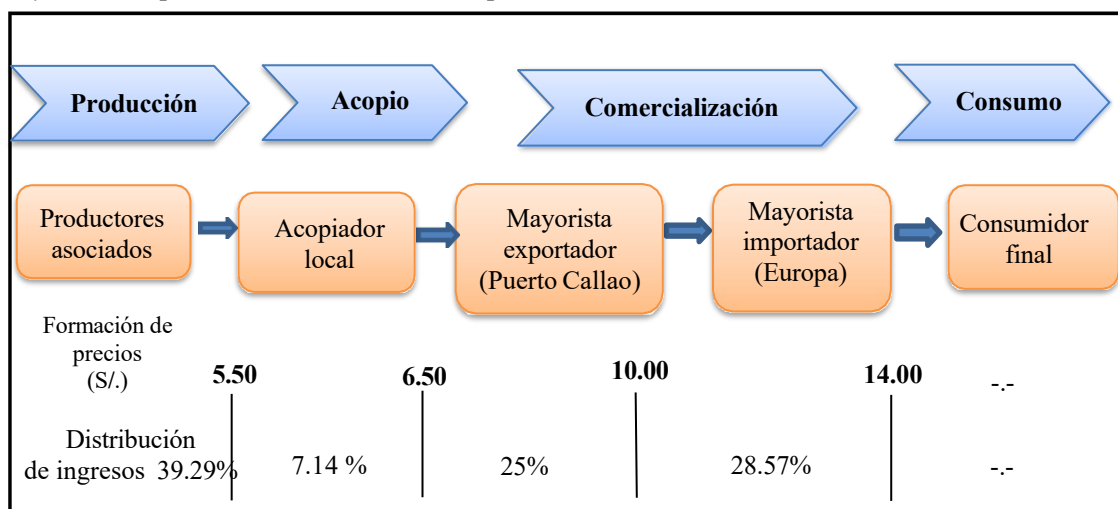 Producción
Acopio
Comercialización
Consumo
Productores
asociados
Acopiador
local
Mayorista
exportador
(Puerto Callao)
Mayorista
importador
(Europa)
Consumidor
final
Formación de
precios
(S/.)
5.50
6.50
10.00
14.00
-.-
Distribución
de ingresos 39.29%
7.14 %
25%
28.57%
-.-